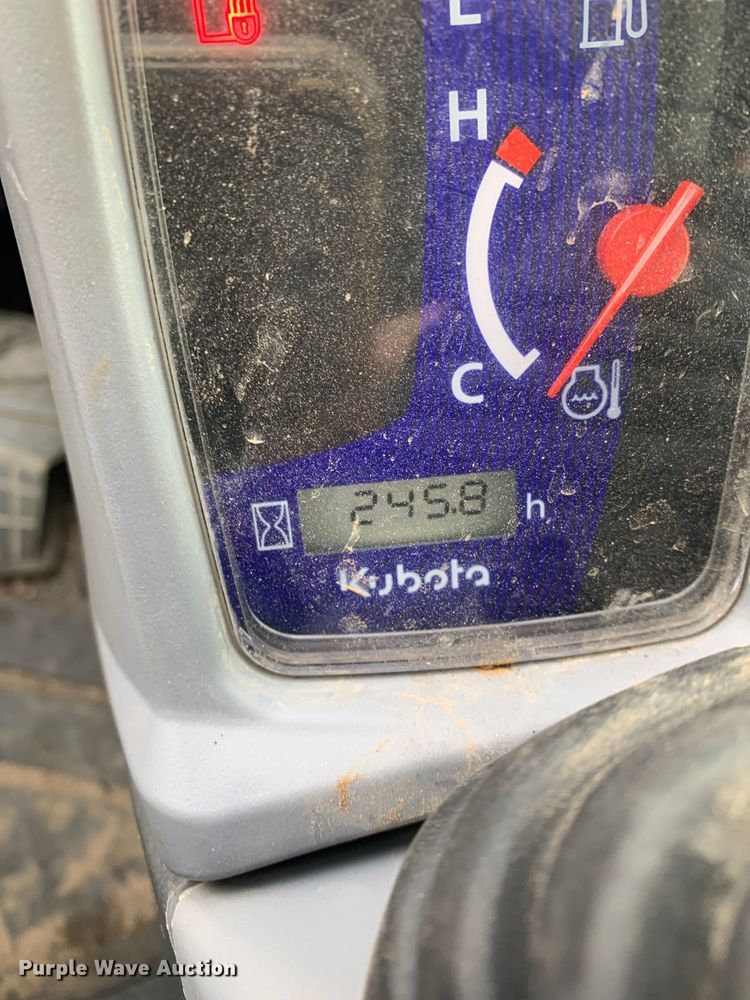 E
H
C
245.8 h
Kubota
Purple Wave Auction